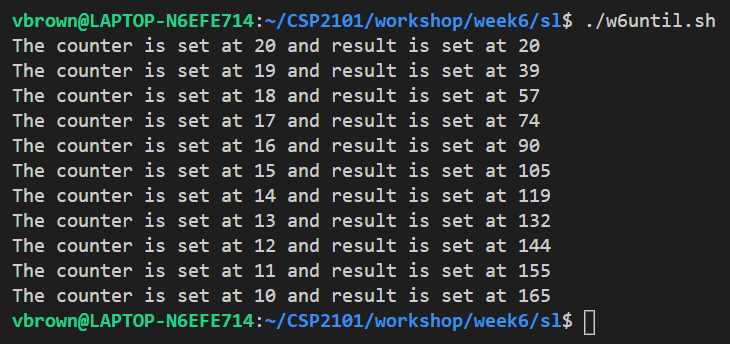 vbrown@LAPTOP-N6EFE714:~/CSP2101/workshop/week6/sl$ ./w6until.sh
The counter is set at 20 and result is set at 20
The counter is set at 19 and result is set at 39
The counter is set at 18 and result is set at 57
The counter is set at 17 and result is set at 74
The counter is set at 16 and result is set at 90
The counter is set at 15 and result is set at 105
The counter is set at 14 and result is set at 119
The counter is set at 13 and result is set at 132
The counter is set at 12 and result is set at 144
The counter is set at 11 and result is set at 155
The counter is set at 10 and result is set at 165
vbrown@LAPTOP-N6EFE714:~/CSP2101/workshop/week6/sl$